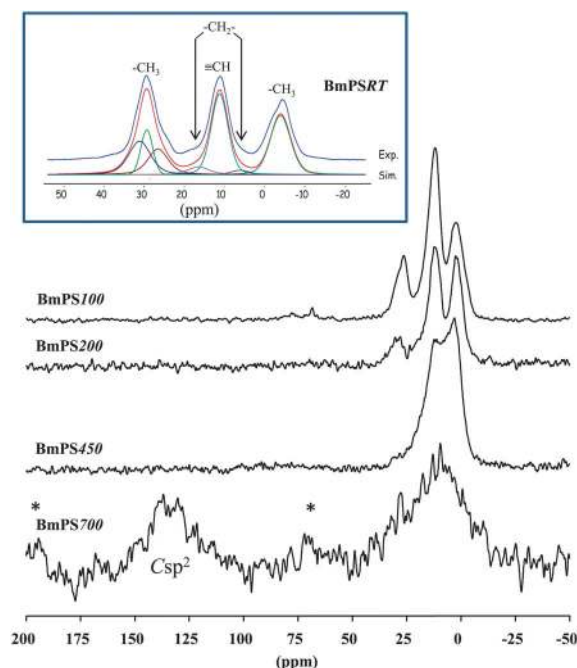 -CH₂-
-CH₃
≡CH
-CH₃
BmPSRT
Exp.
Sim.
50 40 30 20 10 0 -10 -20
(ppm)
BmPS100
BmPS200
BmPS450
*
*
BmPS700
Csp²
200 175 150 125 100 75 50 25 0 -25 -50
(ppm)